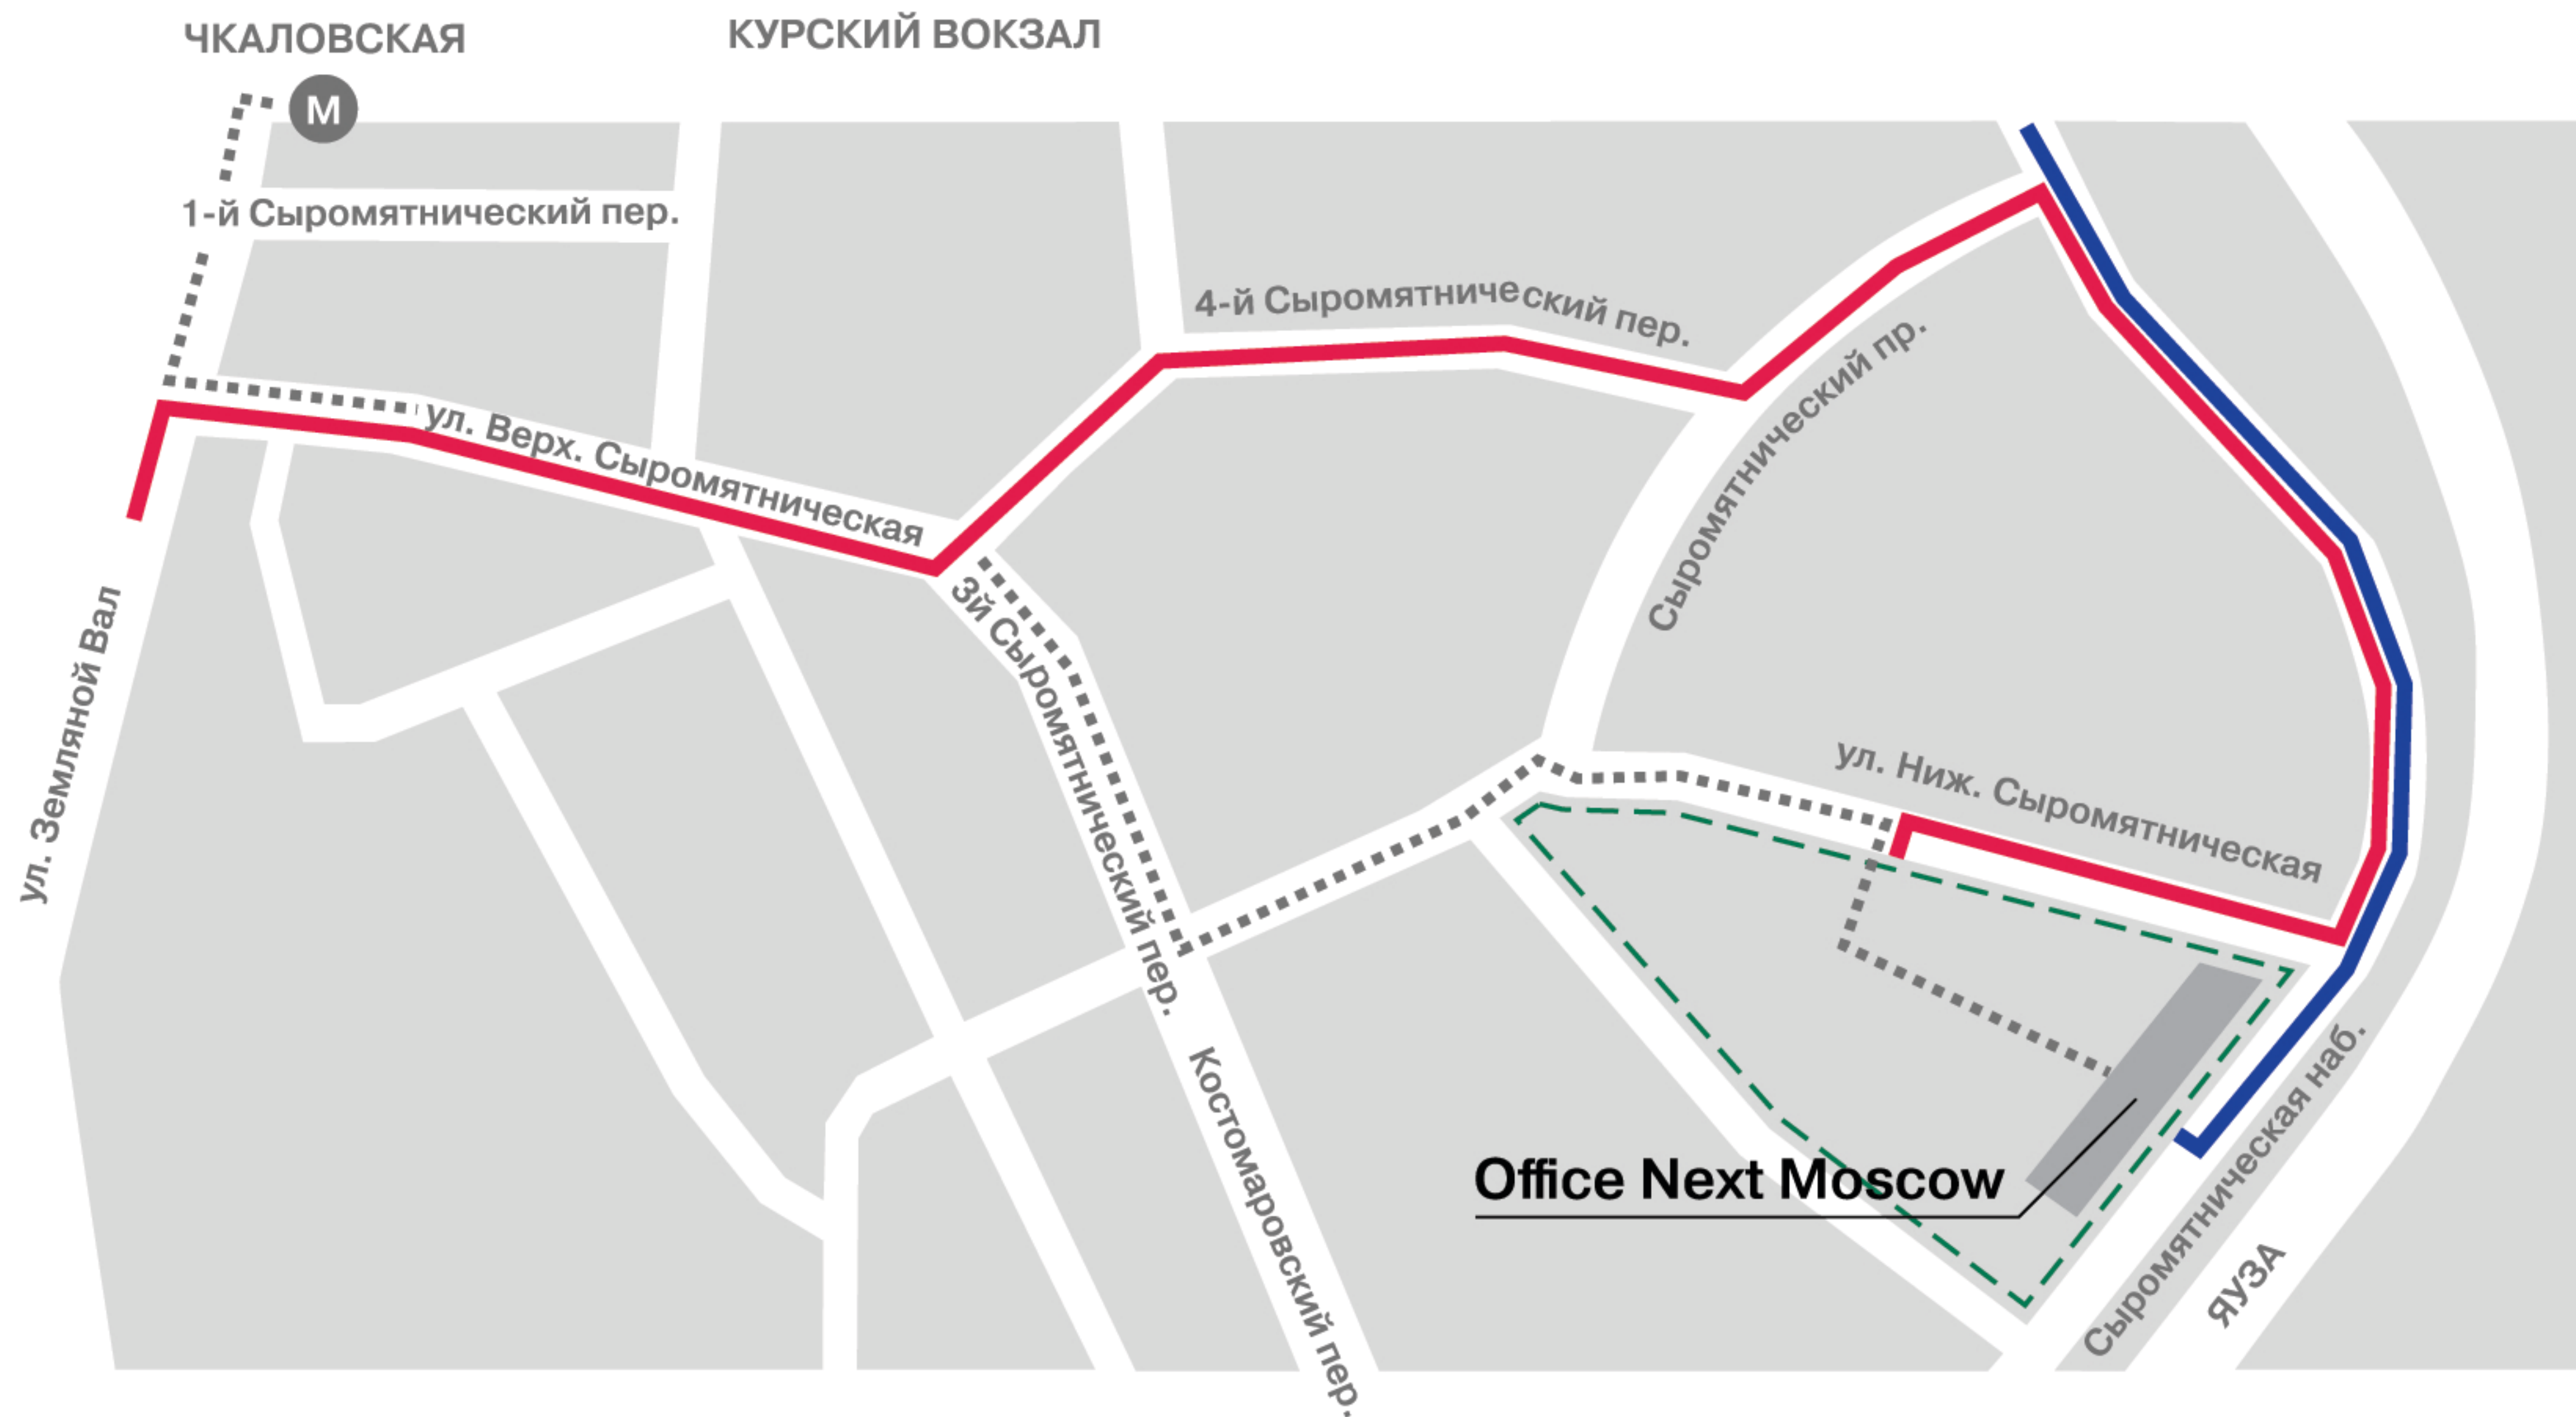 ЧКАЛОВСКАЯ
КУРСКИЙ ВОКЗАЛ
М
1-й Сыромятнический пер.
4-й Сыромятнический пер.
Сыромятнический пр.
ул. Верх. Сыромятническая
3й Сыромятнический пер.
ул. Земляной Вал
ул. Ниж. Сыромятническая
Костомаровский пер.
Office Next Moscow
Сыромятническая наб.
ЯУЗА